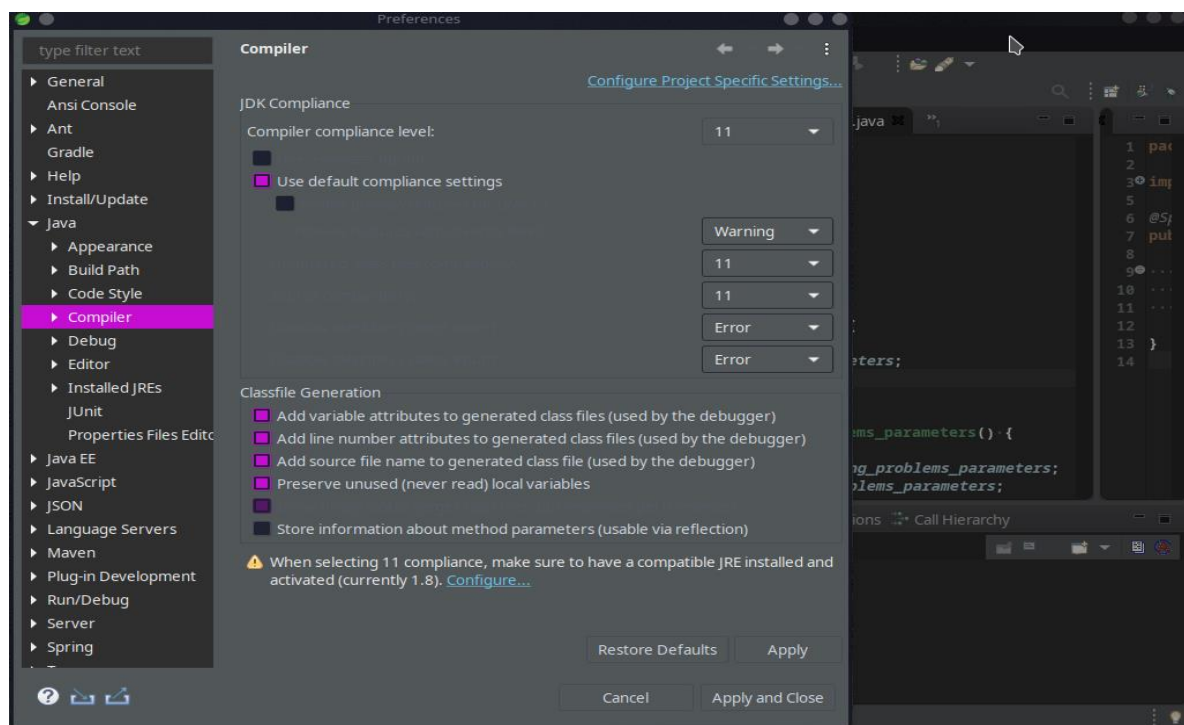 Preferences
type filter text
General
Ansi Console
Ant
Gradle
Help
Install/Update
Java
Appearance
Build Path
Code Style
Compiler
Debug
Editor
Installed JREs
JUnit
Properties Files Edito
Java EE
JavaScript
JSON
Language Servers
Maven
Plug-in Development
Run/Debug
Server
Spring
Compiler
Configure Project Specific Settings...
JDK Compliance
Compiler compliance level: 11
Use default compliance settings
Warning
11
11
Error
Error
Classfile Generation
Add variable attributes to generated class files (used by the debugger)
Add line number attributes to generated class files (used by the debugger)
Add source file name to generated class file (used by the debugger)
Preserve unused (never read) local variables
Store information about method parameters (usable via reflection)
When selecting 11 compliance, make sure to have a compatible JRE installed and
activated (currently 1.8). Configure...
Restore Defaults Apply
Cancel Apply and Close
.java
{
eters;
ems_parameters() {
ng_problems_parameters;
blems_parameters;
ions Call Hierarchy
1 pac
2
3 imp
5
6 @Sp
7 pub
8
9
10
11
12
13 }
14